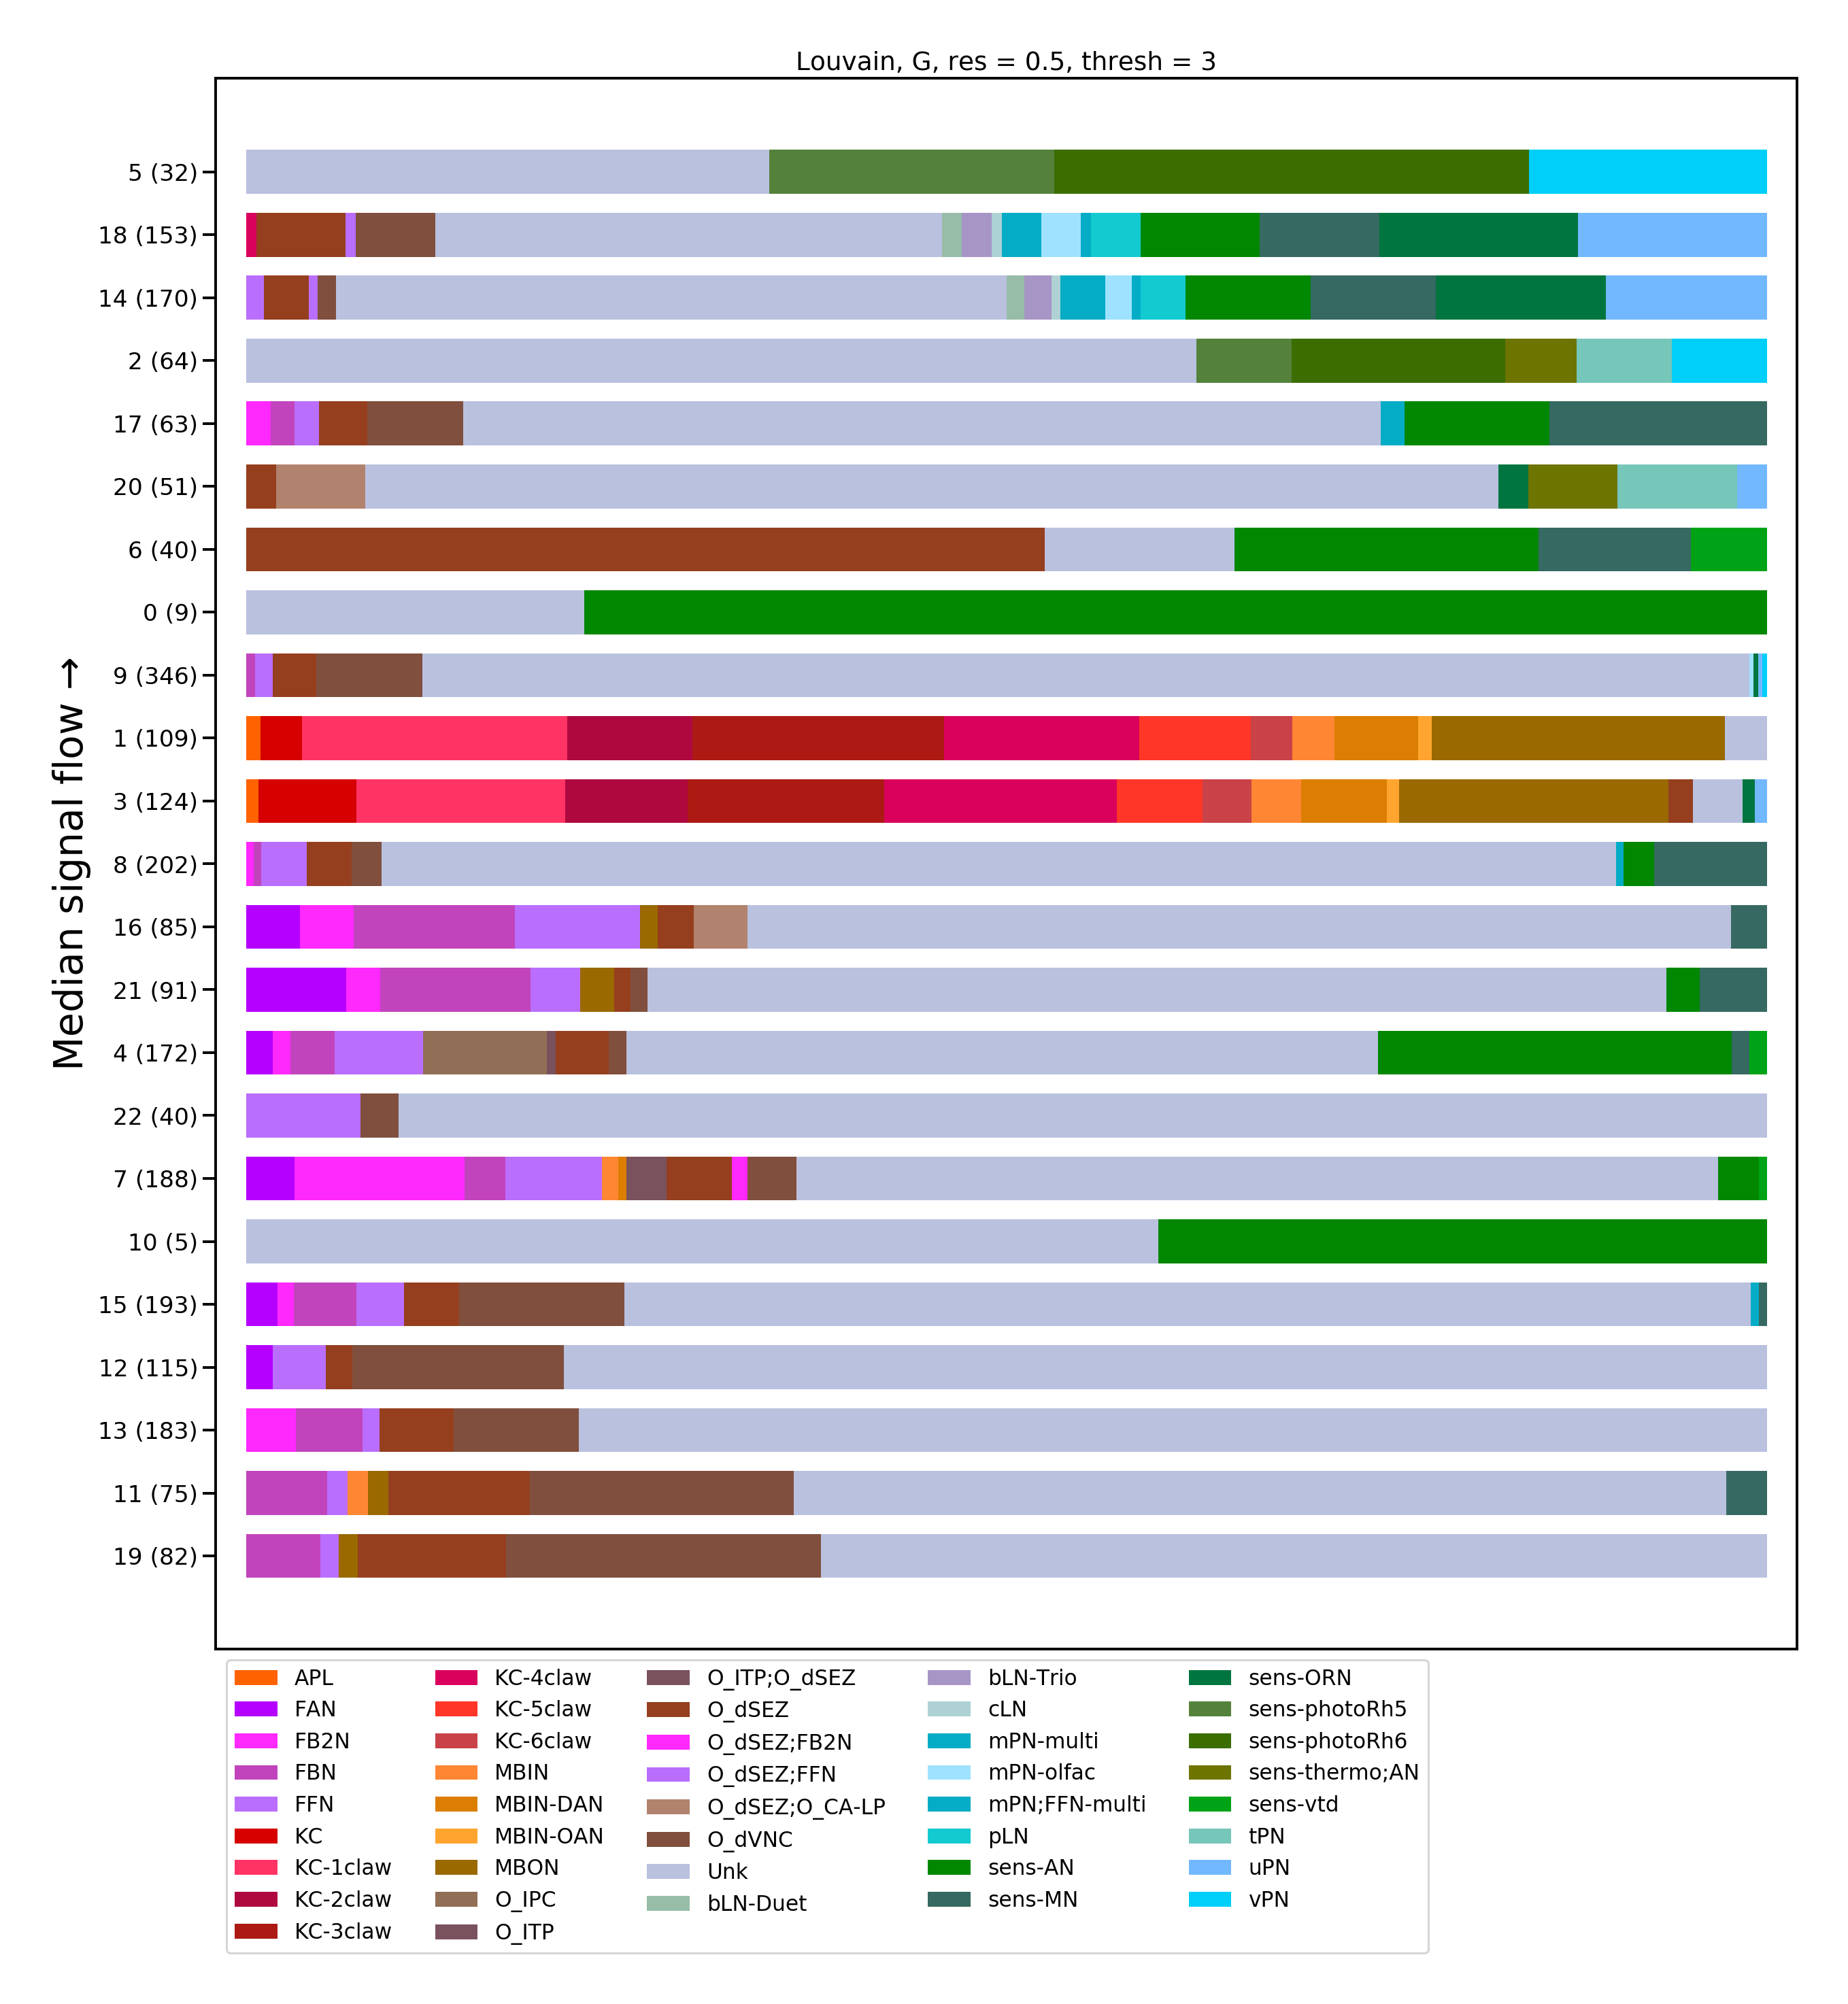 Louvain, G, res = 0.5, thresh = 3
Median signal flow →
5 (32)
18 (153)
14 (170)
2 (64)
17 (63)
20 (51)
6 (40)
0 (9)
9 (346)
1 (109)
3 (124)
8 (202)
16 (85)
21 (91)
4 (172)
22 (40)
7 (188)
10 (5)
15 (193)
12 (115)
13 (183)
11 (75)
19 (82)
APL
FAN
FB2N
FBN
FFN
KC
KC-1claw
KC-2claw
KC-3claw
KC-4claw
KC-5claw
KC-6claw
MBIN
MBIN-DAN
MBIN-OAN
MBON
O_IPC
O_ITP
O_ITP;O_dSEZ
O_dSEZ
O_dSEZ;FB2N
O_dSEZ;FFN
O_dSEZ;O_CA-LP
O_dVNC
Unk
bLN-Duet
bLN-Trio
cLN
mPN-multi
mPN-olfac
mPN;FFN-multi
pLN
sens-AN
sens-MN
sens-ORN
sens-photoRh5
sens-photoRh6
sens-thermo;AN
sens-vtd
tPN
uPN
vPN